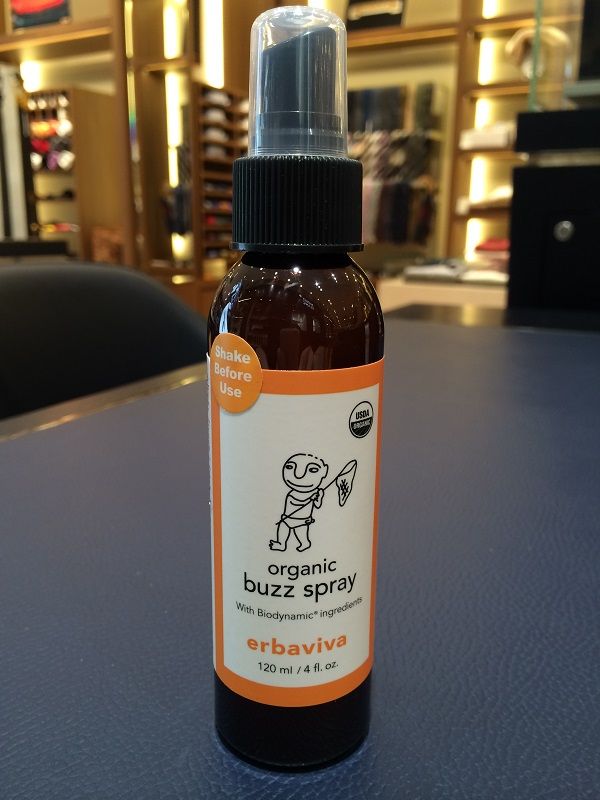 Shake
Before
Use
USDA
ORGANIC
organic
buzz spray
With Biodynamic® ingredients
erbaviva
120 ml / 4 fl. oz.